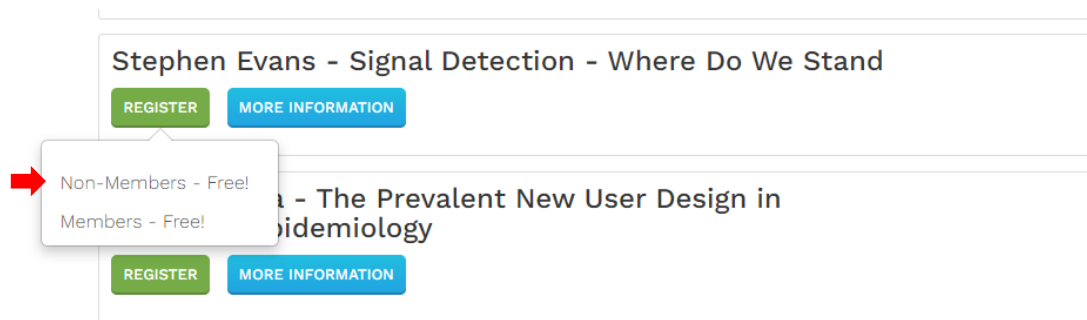 Stephen Evans - Signal Detection - Where Do We Stand
REGISTER MORE INFORMATION
Non-Members - Free!
Members - Free!
- The Prevalent New User Design in
REGISTER MORE INFORMATION